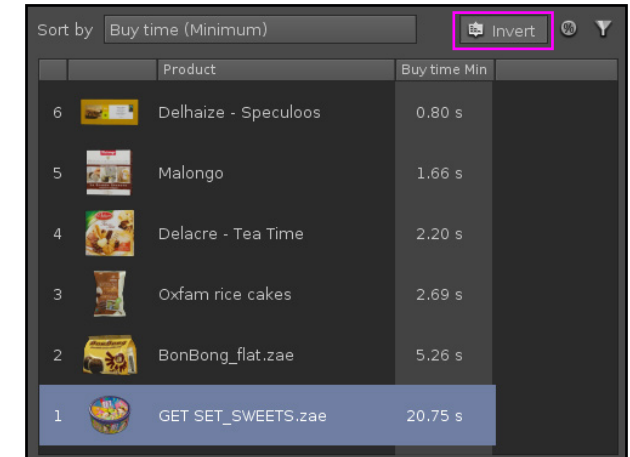 Sort by Buy time (Minimum) Invert %
Product Buy time Min
6 Delhaize - Speculoos 0.80 s
5 Malongo 1.66 s
4 Delacre - Tea Time 2.20 s
3 Oxfam rice cakes 2.69 s
2 BonBong_flat.zae 5.26 s
1 GET SET_SWEETS.zae 20.75 s